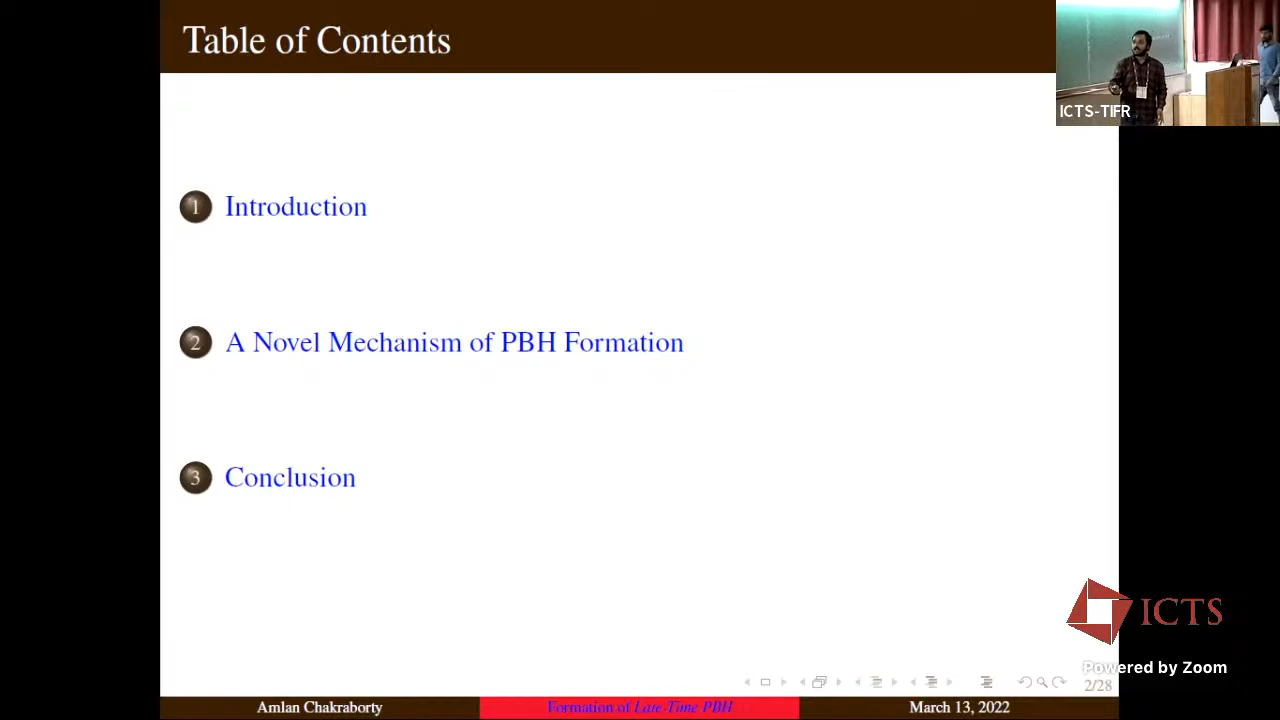 Table of Contents
ICTS-TIFR
1 Introduction
2 A Novel Mechanism of PBH Formation
3 Conclusion
ICTS
Powered by Zoom
2/28
Amlan Chakraborty
Formation of Late-Time PBH
March 13, 2022